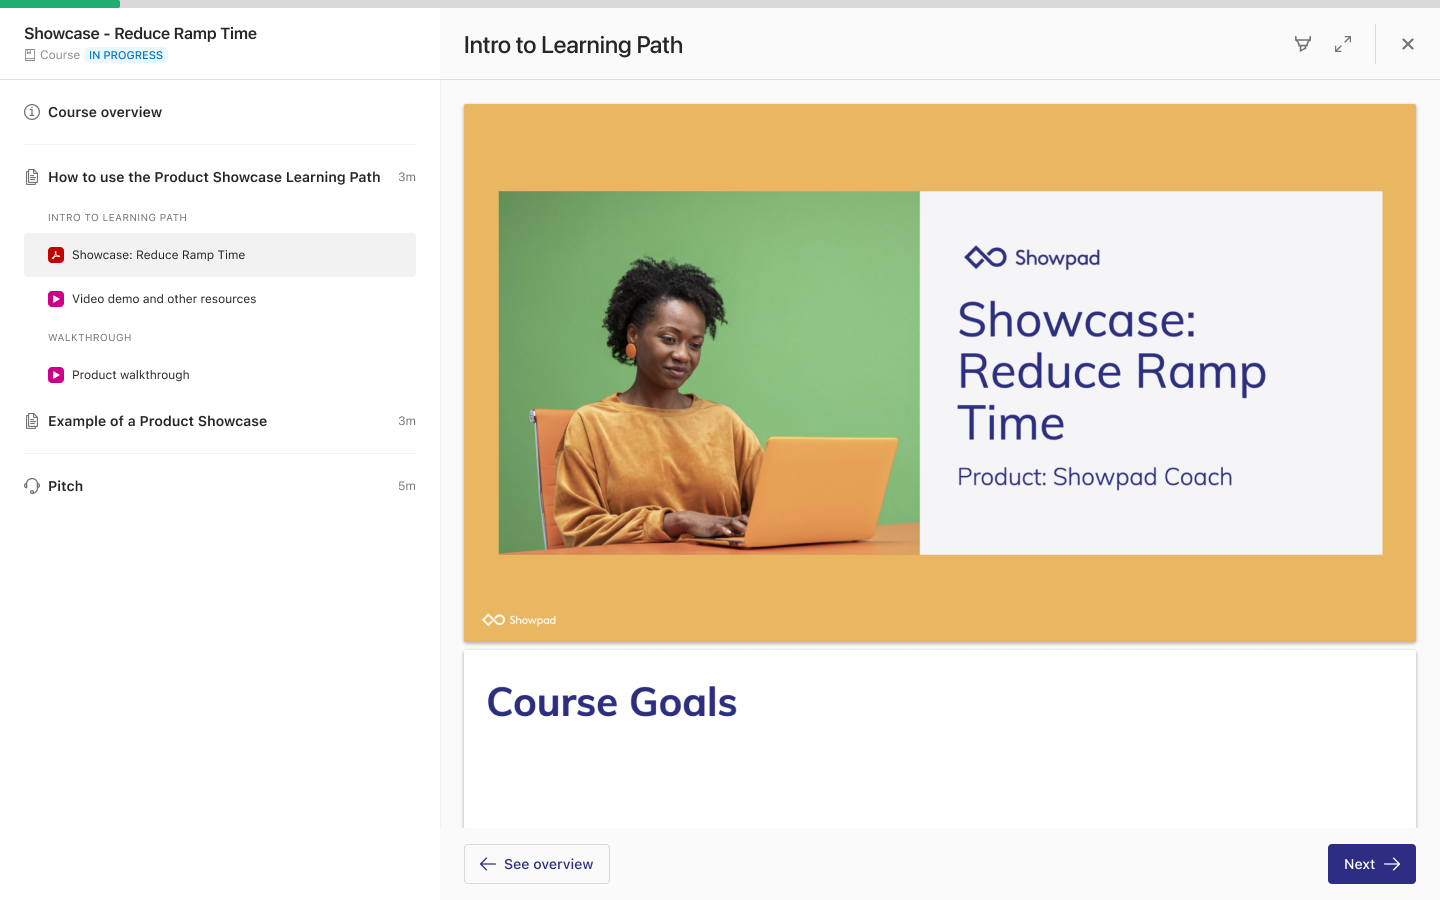 Showcase - Reduce Ramp Time
Course IN PROGRESS
Course overview
How to use the Product Showcase Learning Path 3m
INTRO TO LEARNING PATH
Showcase: Reduce Ramp Time
Video demo and other resources
WALKTHROUGH
Product walkthrough
Example of a Product Showcase 3m
Pitch 5m
Intro to Learning Path
Showpad
Showcase:
Reduce Ramp
Time
Product: Showpad Coach
Showpad
Course Goals
See overview
Next